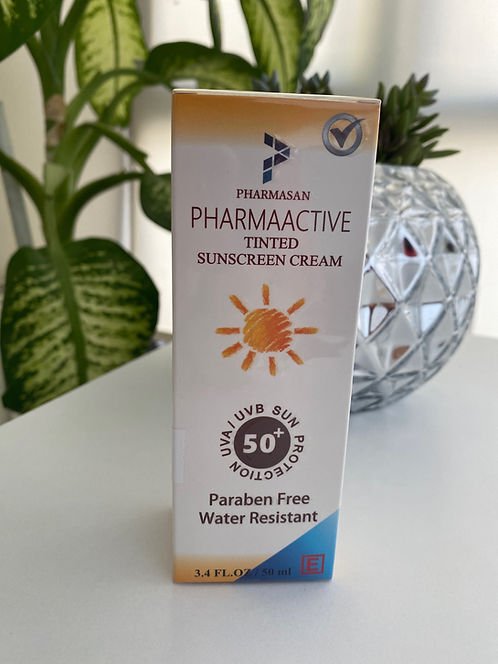 PHARMASAN
PHARMAACTIVE
TINTED
SUNSCREEN CREAM
UVA / UVB SUN PROTECTION
50+
Paraben Free
Water Resistant
3.4 FL.OZ / 50 ml
E